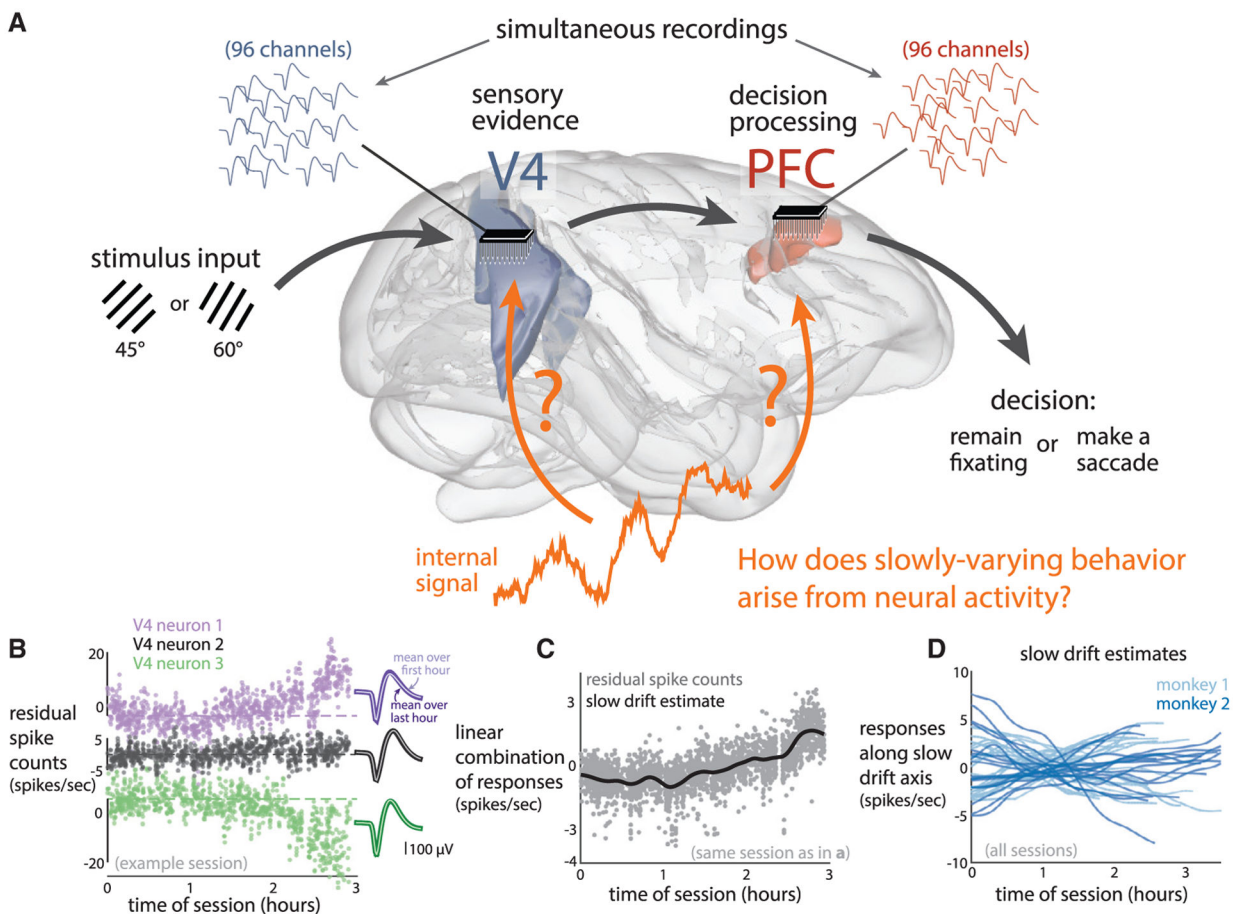 A
simultaneous recordings
(96 channels)
(96 channels)
sensory
evidence
V4
decision
processing
PFC
stimulus input
or
45°
60°
?
?
decision:
remain
fixating
or
make a
saccade
internal
signal
How does slowly-varying behavior
arise from neural activity?
B
V4 neuron 1
V4 neuron 2
V4 neuron 3
residual
spike
counts
(spikes/sec)
20
0
5
-5
0
-20
mean over
first hour
mean over
last hour
100 µV
(example session)
0
1
2
3
time of session (hours)
C
residual spike counts
slow drift estimate
linear
combination
of responses
(spikes/sec)
3
0
-3
-4
(same session as in a)
0
1
2
3
time of session (hours)
D
slow drift estimates
monkey 1
monkey 2
responses
along slow
drift axis
(spikes/sec)
10
5
0
-5
-10
(all sessions)
0
1
2
3
time of session (hours)